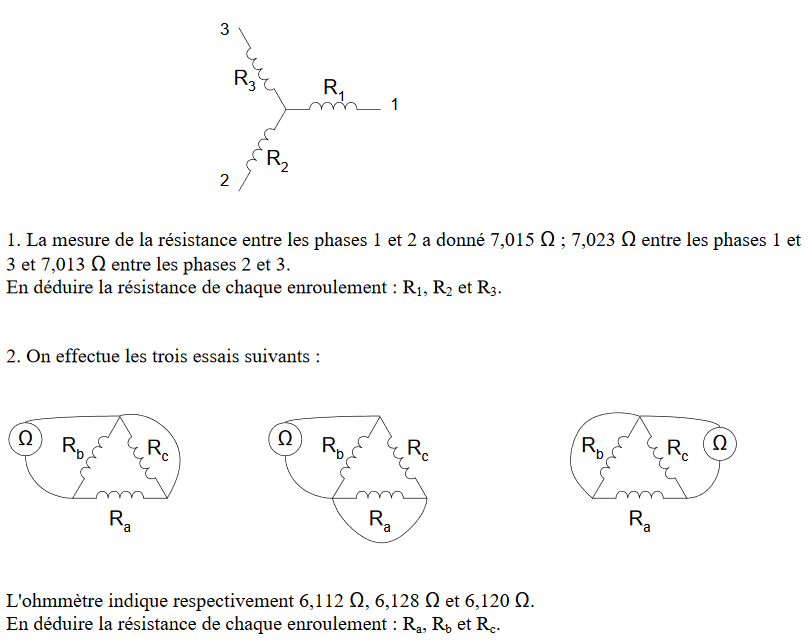 3
R3
R1
1
R2
2
1. La mesure de la résistance entre les phases 1 et 2 a donné 7,015 Ω ; 7,023 Ω entre les phases 1 et
3 et 7,013 Ω entre les phases 2 et 3.
En déduire la résistance de chaque enroulement : R1, R2 et R3.
2. On effectue les trois essais suivants :
Ω Rb Rc Ω Rb Rc Rb Rc Ω
Ra Ra Ra
L'ohmmètre indique respectivement 6,112 Ω, 6,128 Ω et 6,120 Ω.
En déduire la résistance de chaque enroulement : Ra, Rb et Rc.